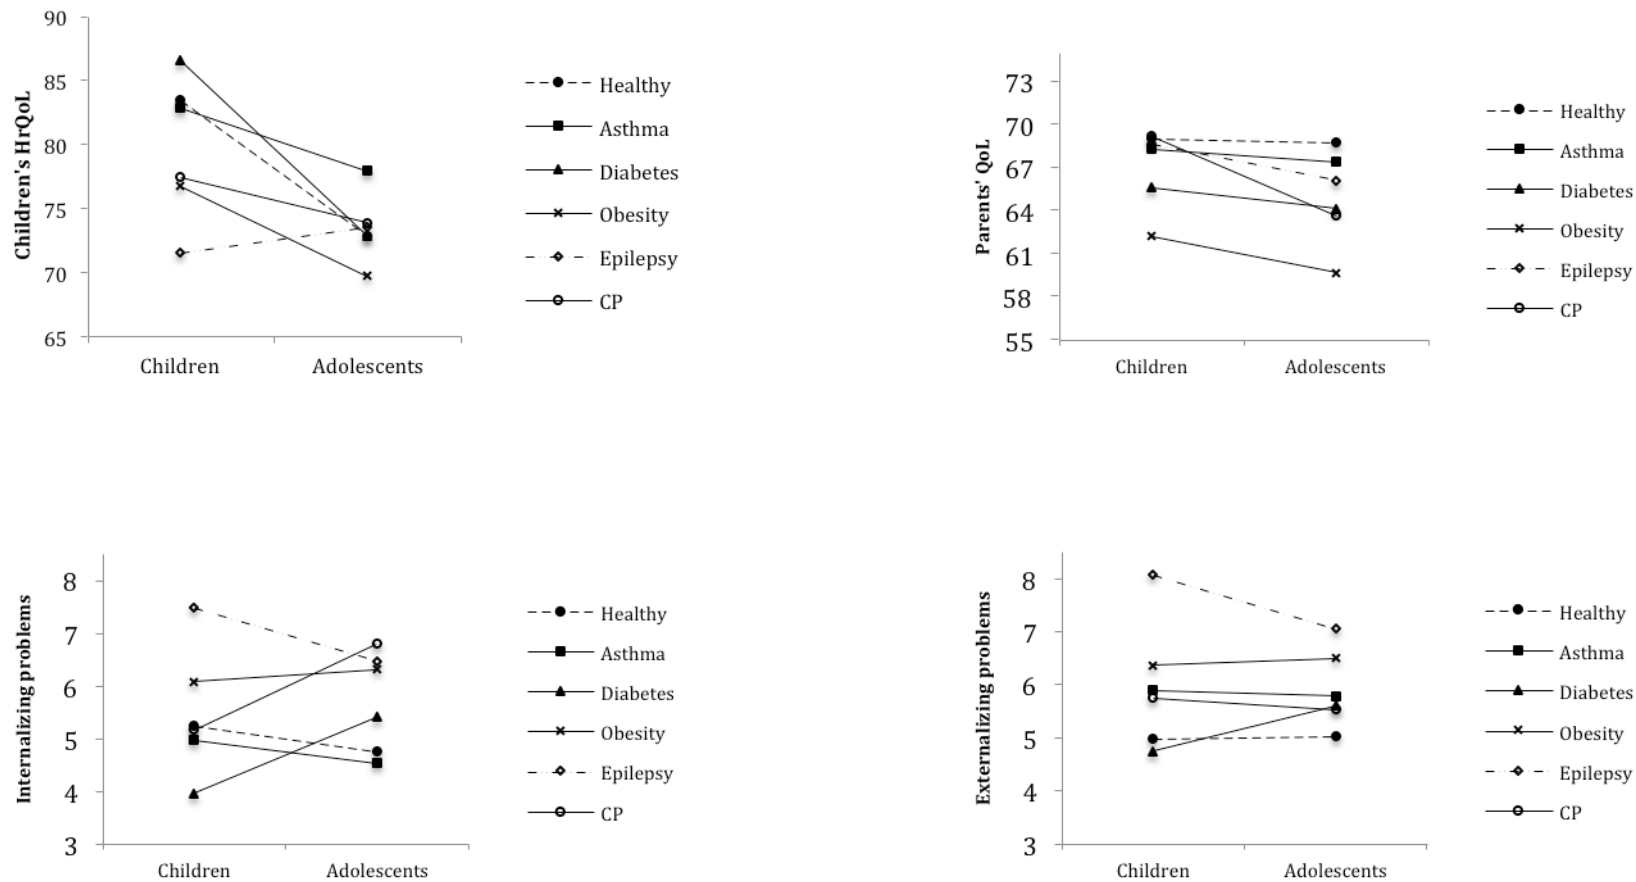 90
85
80
75
70
65
Children's HrQoL
Children
Adolescents
Healthy
Asthma
Diabetes
Obesity
Epilepsy
CP
73
70
67
64
61
58
55
Parents' QoL
Children
Adolescents
Healthy
Asthma
Diabetes
Obesity
Epilepsy
CP
8
7
6
5
4
3
Internalizing problems
Children
Adolescents
Healthy
Asthma
Diabetes
Obesity
Epilepsy
CP
8
7
6
5
4
3
Externalizing problems
Children
Adolescents
Healthy
Asthma
Diabetes
Obesity
Epilepsy
CP